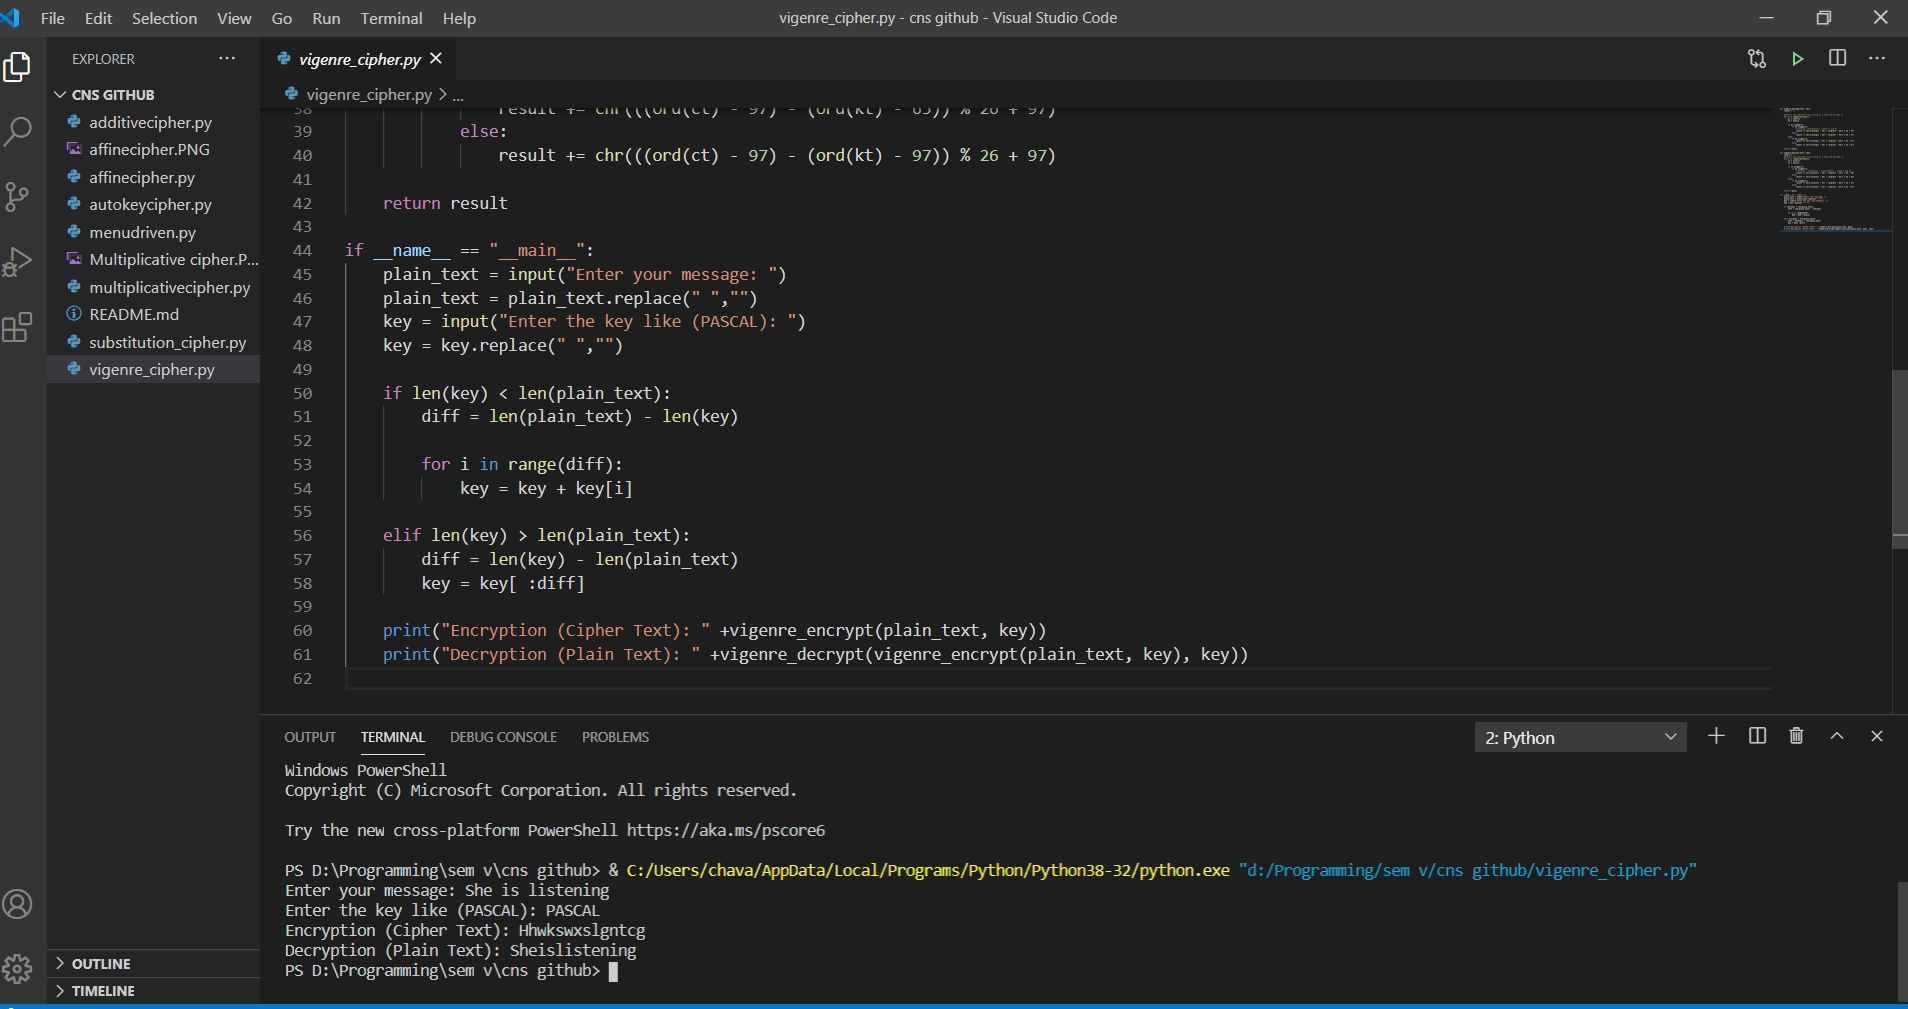 File Edit Selection View Go Run Terminal Help
vigenre_cipher.py - cns github - Visual Studio Code
EXPLORER
CNS GITHUB
additivecipher.py
affinecipher.PNG
affinecipher.py
autokeycipher.py
menudriven.py
Multiplicative cipher.P...
multiplicativecipher.py
README.md
substitution_cipher.py
vigenre_cipher.py
OUTLINE
TIMELINE
vigenre_cipher.py
vigenre_cipher.py > ...
38 result += chr(((ord(ct) - 97) - (ord(kt) - 65)) % 26 + 97)
39 else:
40 result += chr(((ord(ct) - 97) - (ord(kt) - 97)) % 26 + 97)
41
42 return result
43
44 if __name__ == "__main__":
45 plain_text = input("Enter your message: ")
46 plain_text = plain_text.replace(" ","")
47 key = input("Enter the key like (PASCAL): ")
48 key = key.replace(" ","")
49
50 if len(key) < len(plain_text):
51 diff = len(plain_text) - len(key)
52
53 for i in range(diff):
54 key = key + key[i]
55
56 elif len(key) > len(plain_text):
57 diff = len(key) - len(plain_text)
58 key = key[ :diff]
59
60 print("Encryption (Cipher Text): " +vigenre_encrypt(plain_text, key))
61 print("Decryption (Plain Text): " +vigenre_decrypt(vigenre_encrypt(plain_text, key), key))
62
OUTPUT TERMINAL DEBUG CONSOLE PROBLEMS
2: Python
Windows PowerShell
Copyright (C) Microsoft Corporation. All rights reserved.
Try the new cross-platform PowerShell https://aka.ms/pscore6
PS D:\Programming\sem v\cns github> & C:/Users/chava/AppData/Local/Programs/Python/Python38-32/python.exe "d:/Programming/sem v/cns github/vigenre_cipher.py"
Enter your message: She is listening
Enter the key like (PASCAL): PASCAL
Encryption (Cipher Text): Hhwkswxslgntcg
Decryption (Plain Text): Sheislistening
PS D:\Programming\sem v\cns github>